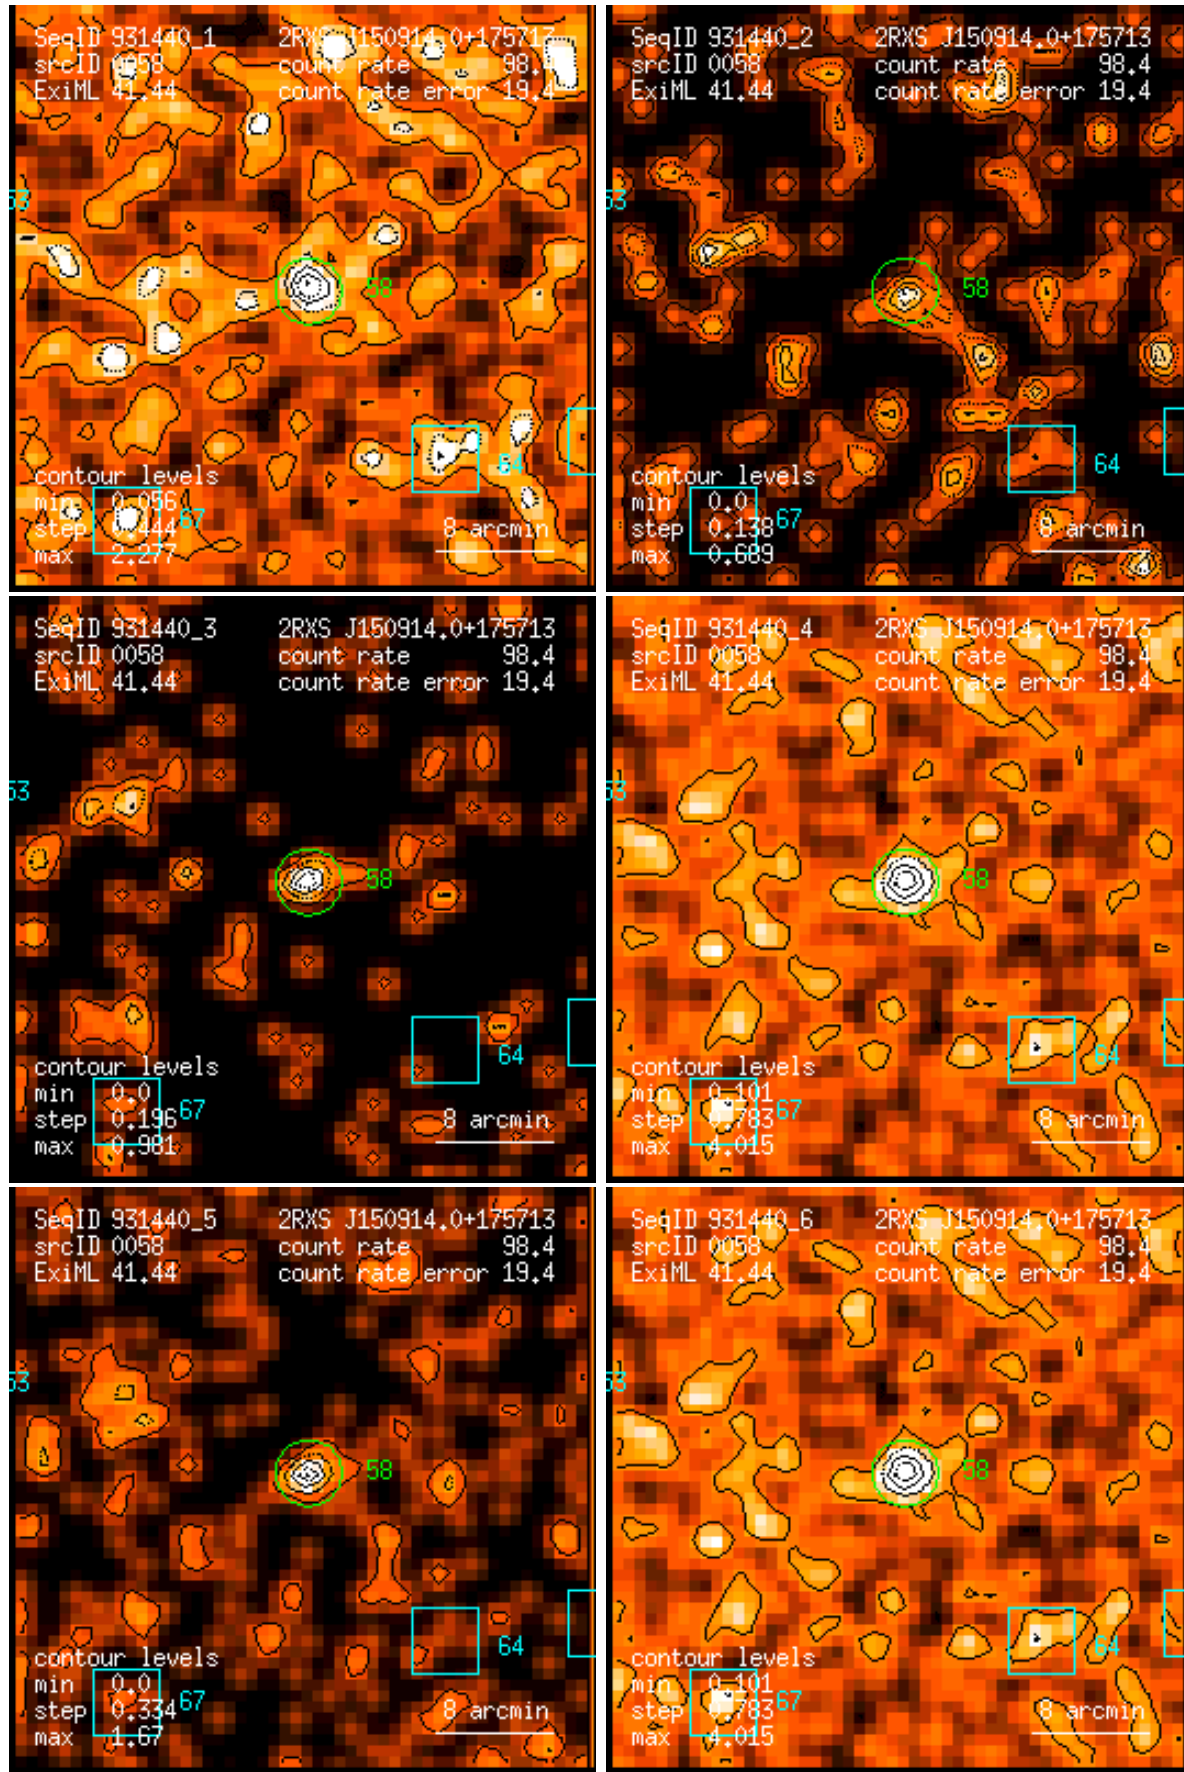 SeqID 931440_1 2RXS J150914.0+175713
srcID 0058 count rate 98.4
ExiML 41.44 count rate error 19.4
53
58
64
contour levels
min 0.056
step 0.444 67 8 arcmin
max 2.277
SeqID 931440_2 2RXS J150914.0+175713
srcID 0058 count rate 98.4
ExiML 41.44 count rate error 19.4
53
58
64
contour levels
min 0.0
step 0.138 67 8 arcmin
max 0.689
SeqID 931440_3 2RXS J150914.0+175713
srcID 0058 count rate 98.4
ExiML 41.44 count rate error 19.4
53
58
64
contour levels
min 0.0
step 0.196 67 8 arcmin
max 0.981
SeqID 931440_4 2RXS J150914.0+175713
srcID 0058 count rate 98.4
ExiML 41.44 count rate error 19.4
53
58
64
contour levels
min 0.101
step 0.783 67 8 arcmin
max 4.015
SeqID 931440_5 2RXS J150914.0+175713
srcID 0058 count rate 98.4
ExiML 41.44 count rate error 19.4
53
58
64
contour levels
min 0.0
step 0.334 67 8 arcmin
max 1.67
SeqID 931440_6 2RXS J150914.0+175713
srcID 0058 count rate 98.4
ExiML 41.44 count rate error 19.4
53
58
64
contour levels
min 0.101
step 0.783 67 8 arcmin
max 4.015